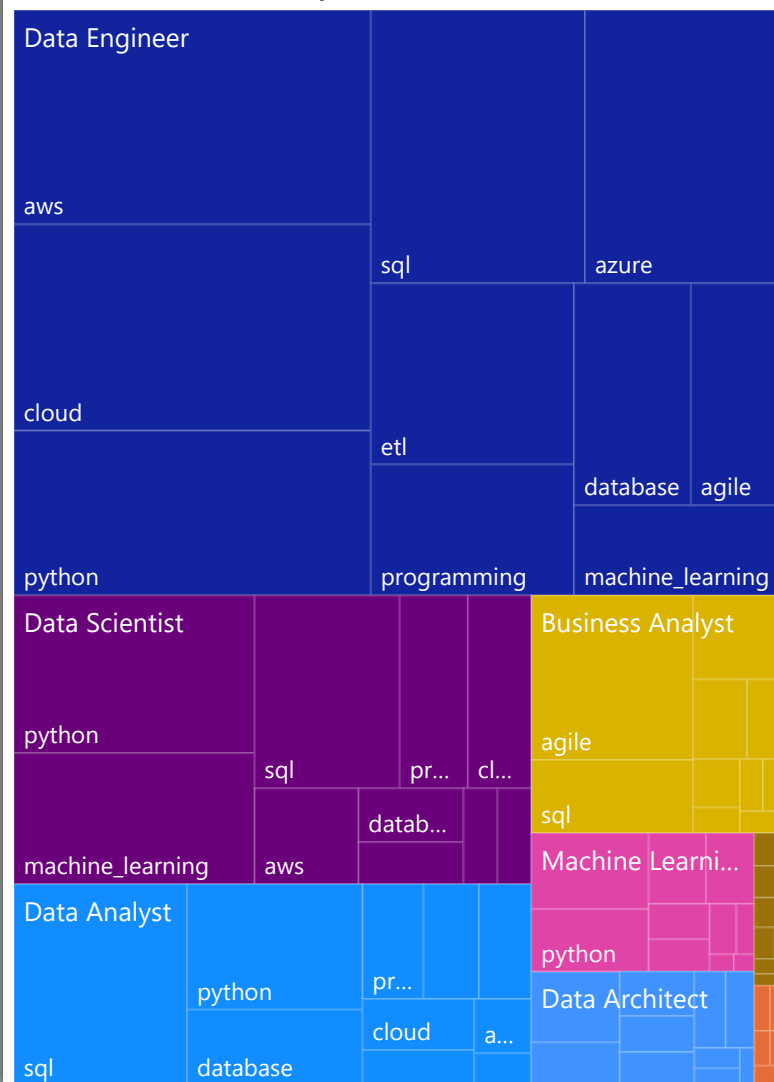 Data Engineer
aws
sql
azure
cloud
etl
database
agile
python
programming
machine_learning
Data Scientist
python
sql
pr...
cl...
machine_learning
aws
datab...
Business Analyst
agile
sql
Machine Learni...
python
Data Architect
Data Analyst
python
pr...
cloud
a...
sql
database